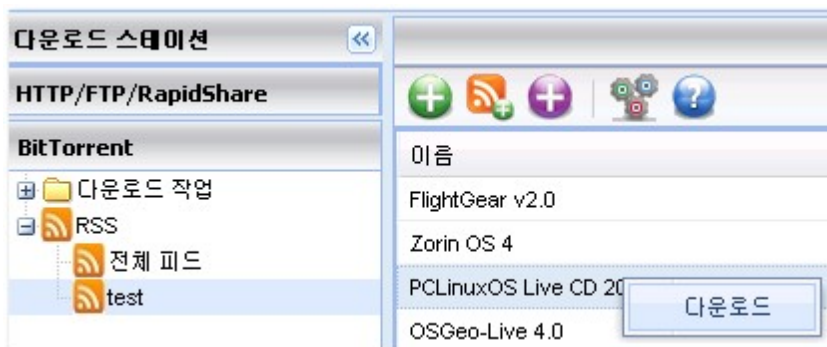 다운로드 스테이션
HTTP/FTP/RapidShare
BitTorrent
다운로드 작업
RSS
전체 피드
test
이름
FlightGear v2.0
Zorin OS 4
PCLinuxOS Live CD 20
다운로드
OSGeo-Live 4.0